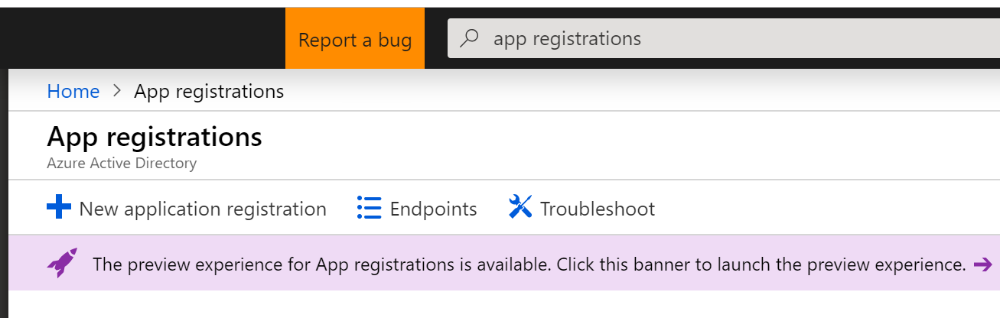 Report a bug
app registrations
Home > App registrations
App registrations
Azure Active Directory
New application registration Endpoints Troubleshoot
The preview experience for App registrations is available. Click this banner to launch the preview experience. →